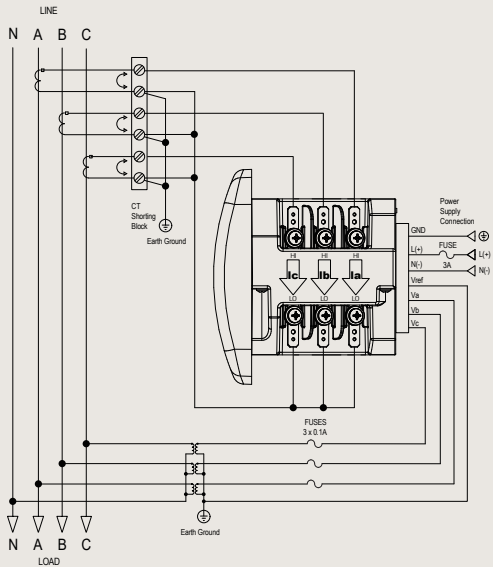 LINE
N A B C
CT
Shorting
Block
Earth Ground
Power
Supply
Connection
GND
FUSE
L(+)
L(+)
N(-)
3A
N(-)
Vref
Va
Vb
Vc
HI HI HI
Ic Ib Ia
LO LO LO
FUSES
3 x 0.1A
Earth Ground
N A B C
LOAD